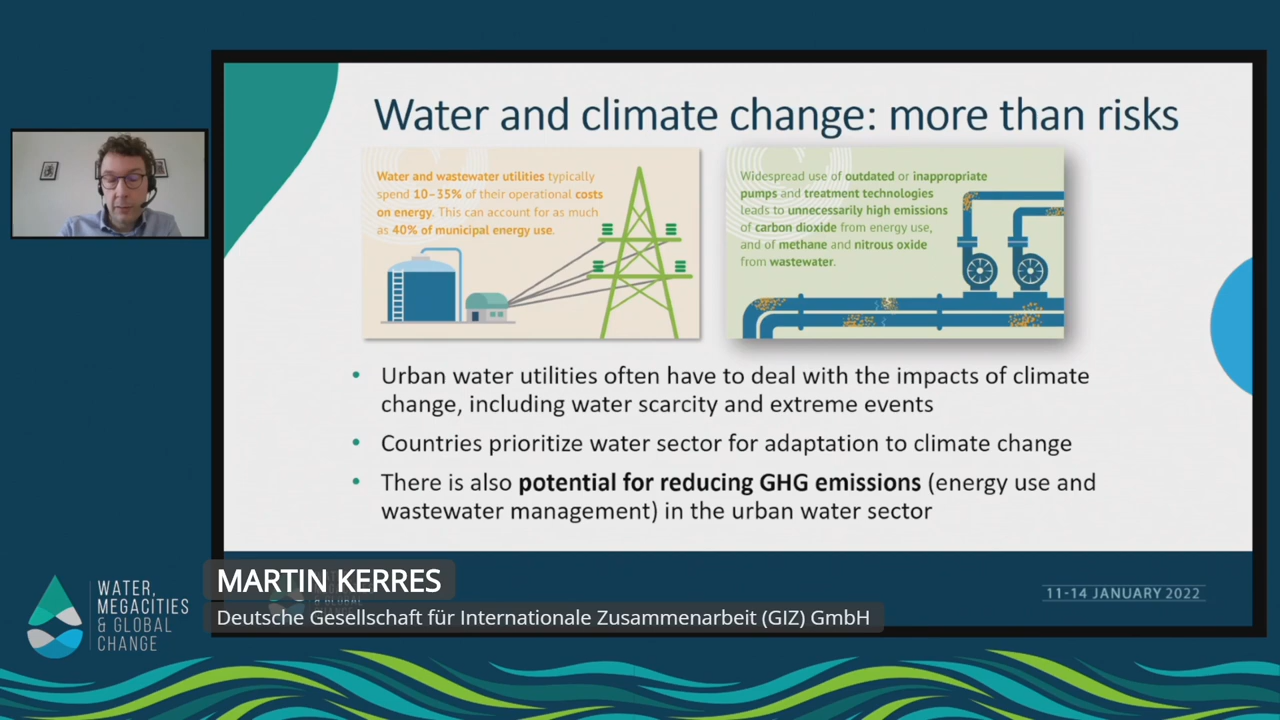 Water and climate change: more than risks
Water and wastewater utilities typically
spend 10–35% of their operational costs
on energy. This can account for as much
as 40% of municipal energy use.
Widespread use of outdated or inappropriate
pumps and treatment technologies
leads to unnecessarily high emissions
of carbon dioxide from energy use,
and of methane and nitrous oxide
from wastewater.
• Urban water utilities often have to deal with the impacts of climate
change, including water scarcity and extreme events
• Countries prioritize water sector for adaptation to climate change
• There is also potential for reducing GHG emissions (energy use and
wastewater management) in the urban water sector
MARTIN KERRES
Deutsche Gesellschaft für Internationale Zusammenarbeit (GIZ) GmbH
11-14 JANUARY 2022
WATER,
MEGACITIES
& GLOBAL
CHANGE